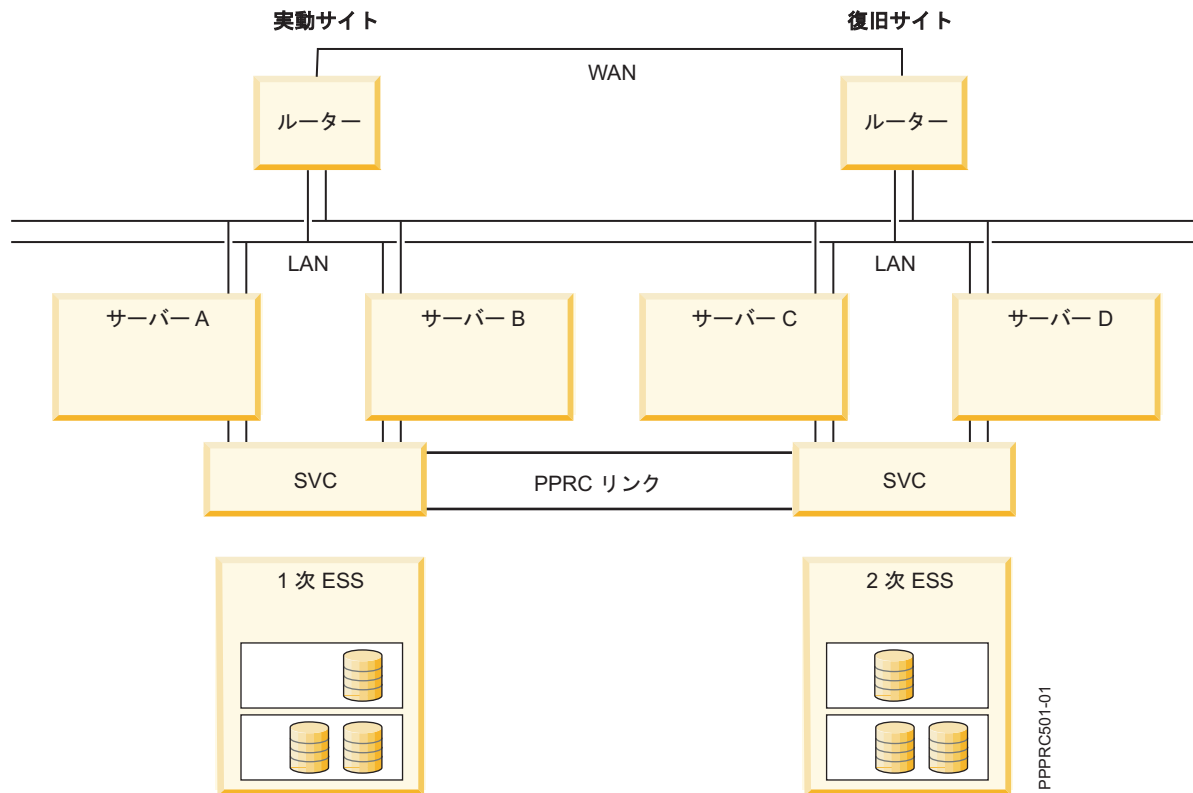 実動サイト
復旧サイト
WAN
ルーター
ルーター
LAN
LAN
サーバー A
サーバー B
サーバー C
サーバー D
SVC
PPRC リンク
SVC
1 次 ESS
2 次 ESS
PPPRC501-01